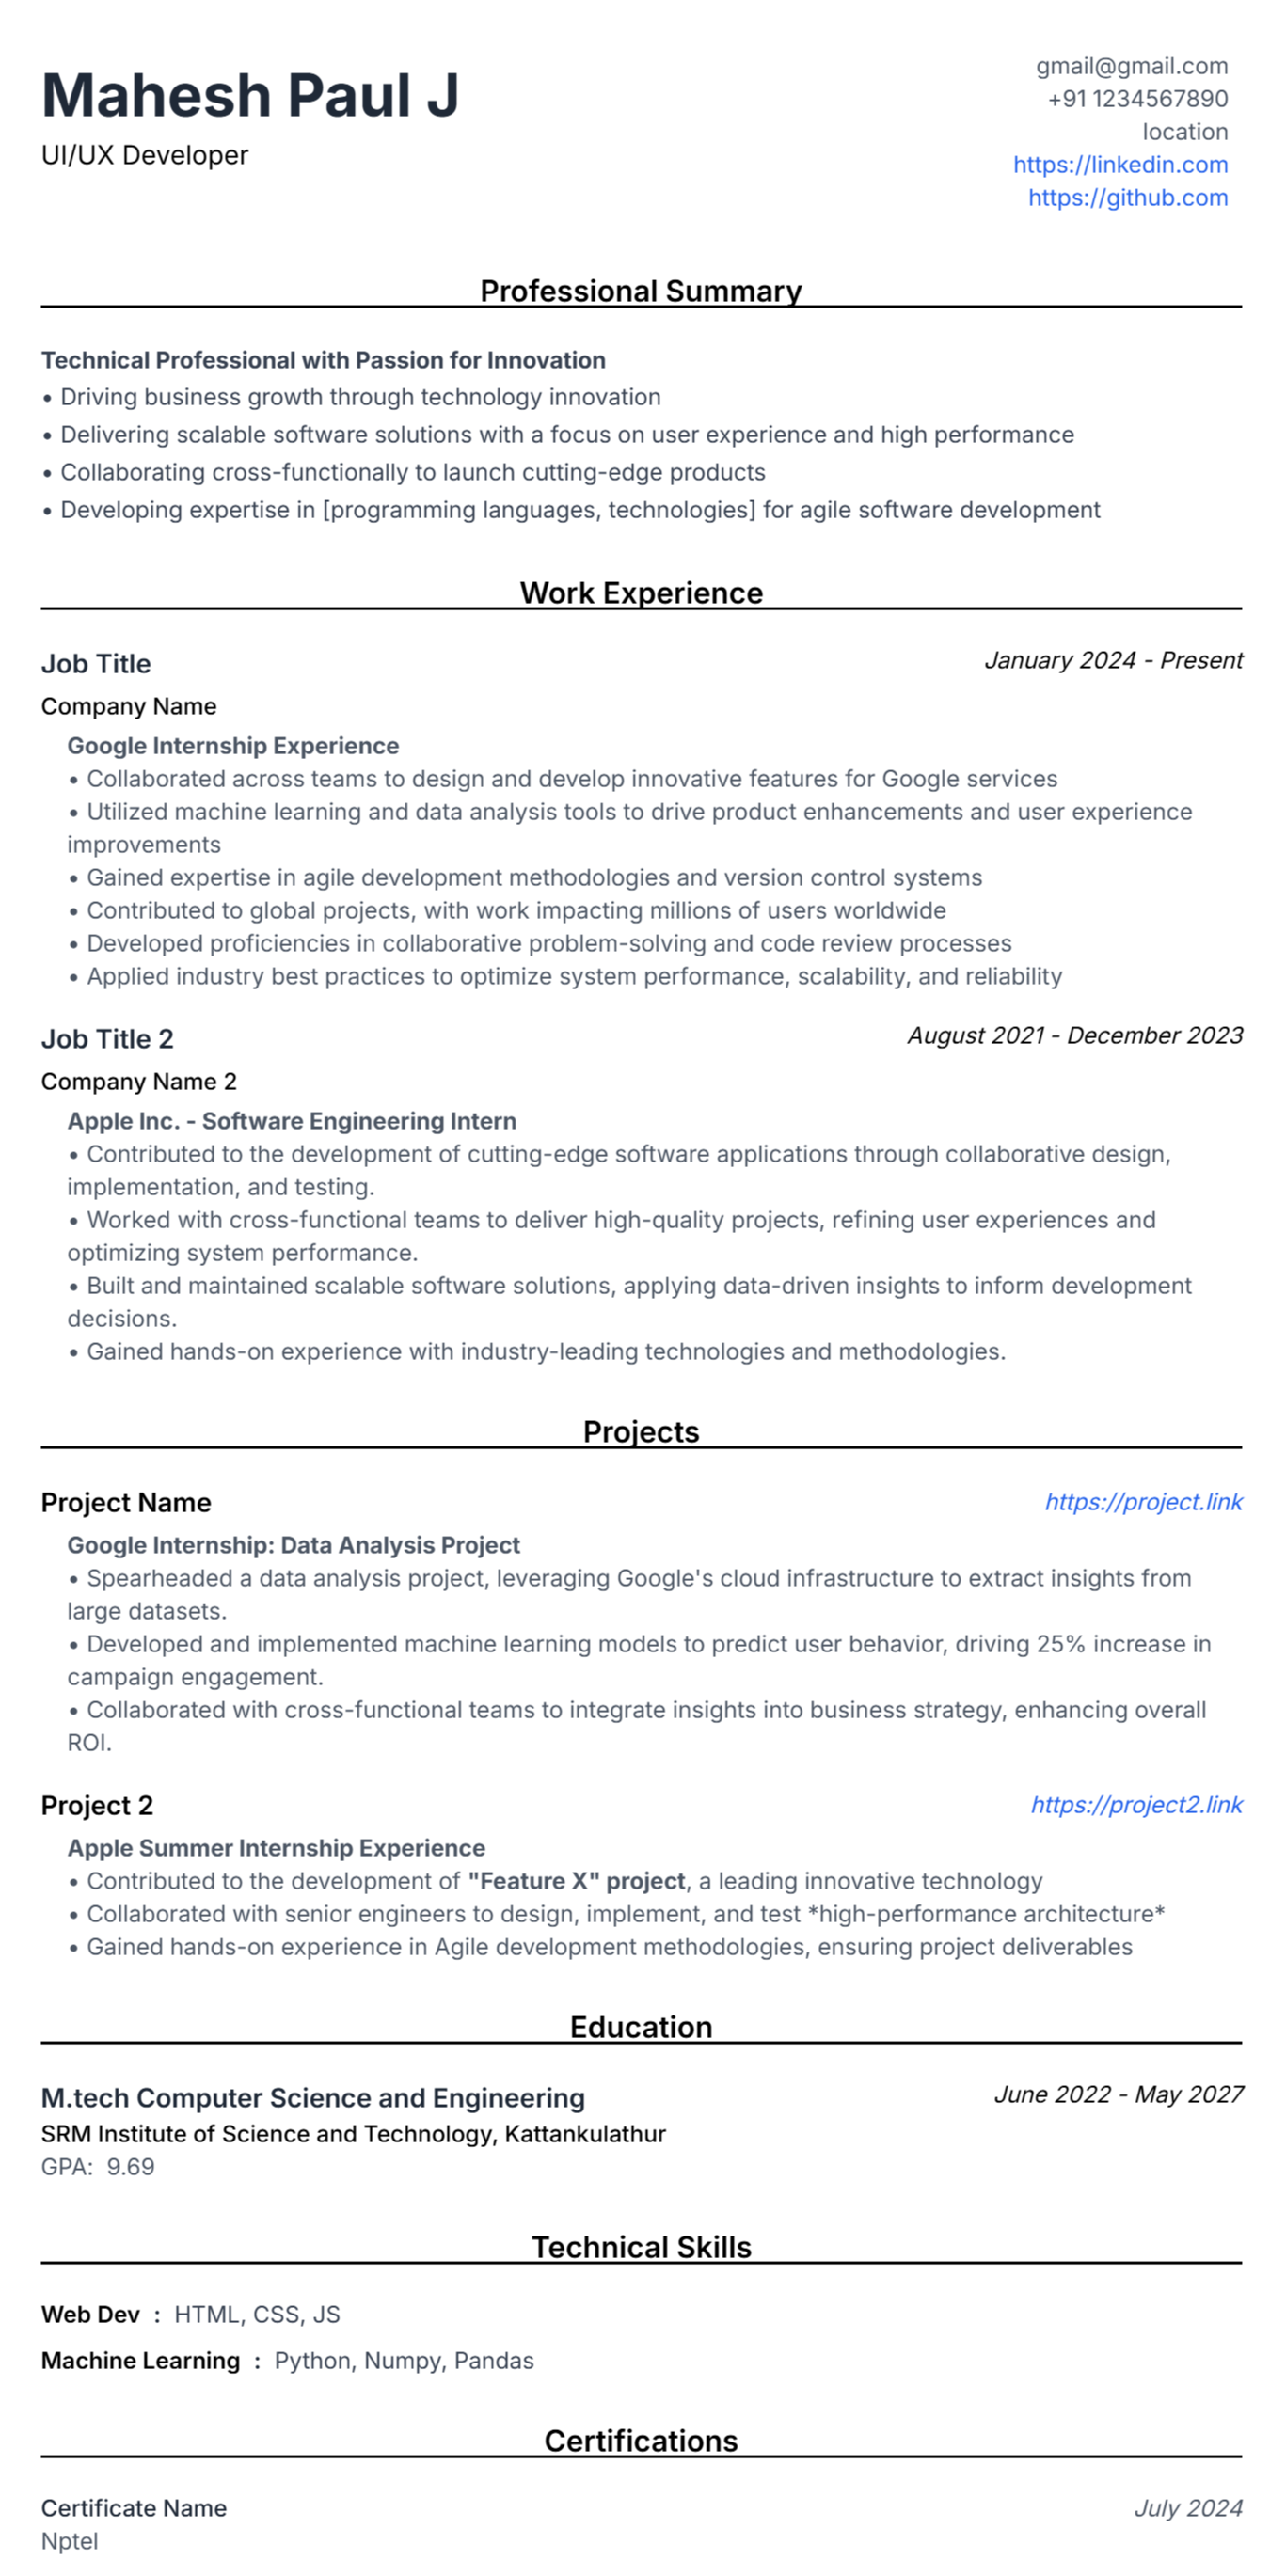 Mahesh Paul J
UI/UX Developer
gmail@gmail.com
+91 1234567890
location
https://linkedin.com
https://github.com
Professional Summary
Technical Professional with Passion for Innovation
• Driving business growth through technology innovation
• Delivering scalable software solutions with a focus on user experience and high performance
• Collaborating cross-functionally to launch cutting-edge products
• Developing expertise in [programming languages, technologies] for agile software development
Work Experience
Job Title
January 2024 - Present
Company Name
Google Internship Experience
• Collaborated across teams to design and develop innovative features for Google services
• Utilized machine learning and data analysis tools to drive product enhancements and user experience
improvements
• Gained expertise in agile development methodologies and version control systems
• Contributed to global projects, with work impacting millions of users worldwide
• Developed proficiencies in collaborative problem-solving and code review processes
• Applied industry best practices to optimize system performance, scalability, and reliability
Job Title 2
August 2021 - December 2023
Company Name 2
Apple Inc. - Software Engineering Intern
• Contributed to the development of cutting-edge software applications through collaborative design,
implementation, and testing.
• Worked with cross-functional teams to deliver high-quality projects, refining user experiences and
optimizing system performance.
• Built and maintained scalable software solutions, applying data-driven insights to inform development
decisions.
• Gained hands-on experience with industry-leading technologies and methodologies.
Projects
Project Name
https://project.link
Google Internship: Data Analysis Project
• Spearheaded a data analysis project, leveraging Google's cloud infrastructure to extract insights from
large datasets.
• Developed and implemented machine learning models to predict user behavior, driving 25% increase in
campaign engagement.
• Collaborated with cross-functional teams to integrate insights into business strategy, enhancing overall
ROI.
Project 2
https://project2.link
Apple Summer Internship Experience
• Contributed to the development of "Feature X" project, a leading innovative technology
• Collaborated with senior engineers to design, implement, and test *high-performance architecture*
• Gained hands-on experience in Agile development methodologies, ensuring project deliverables
Education
M.tech Computer Science and Engineering
June 2022 - May 2027
SRM Institute of Science and Technology, Kattankulathur
GPA: 9.69
Technical Skills
Web Dev : HTML, CSS, JS
Machine Learning : Python, Numpy, Pandas
Certifications
Certificate Name
July 2024
Nptel